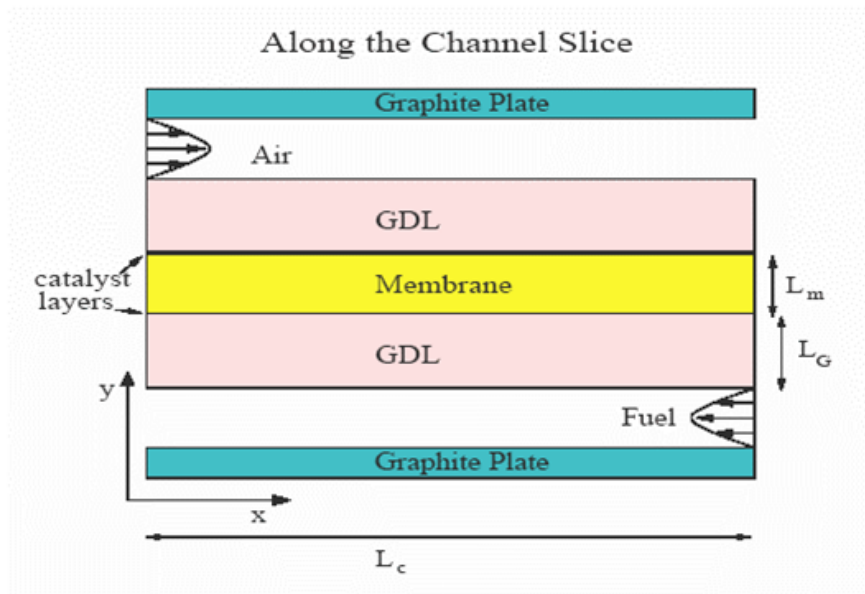 Along the Channel Slice
Graphite Plate
Air
GDL
catalyst
layers
Membrane
L m
GDL
L G
y
Fuel
Graphite Plate
x
L c